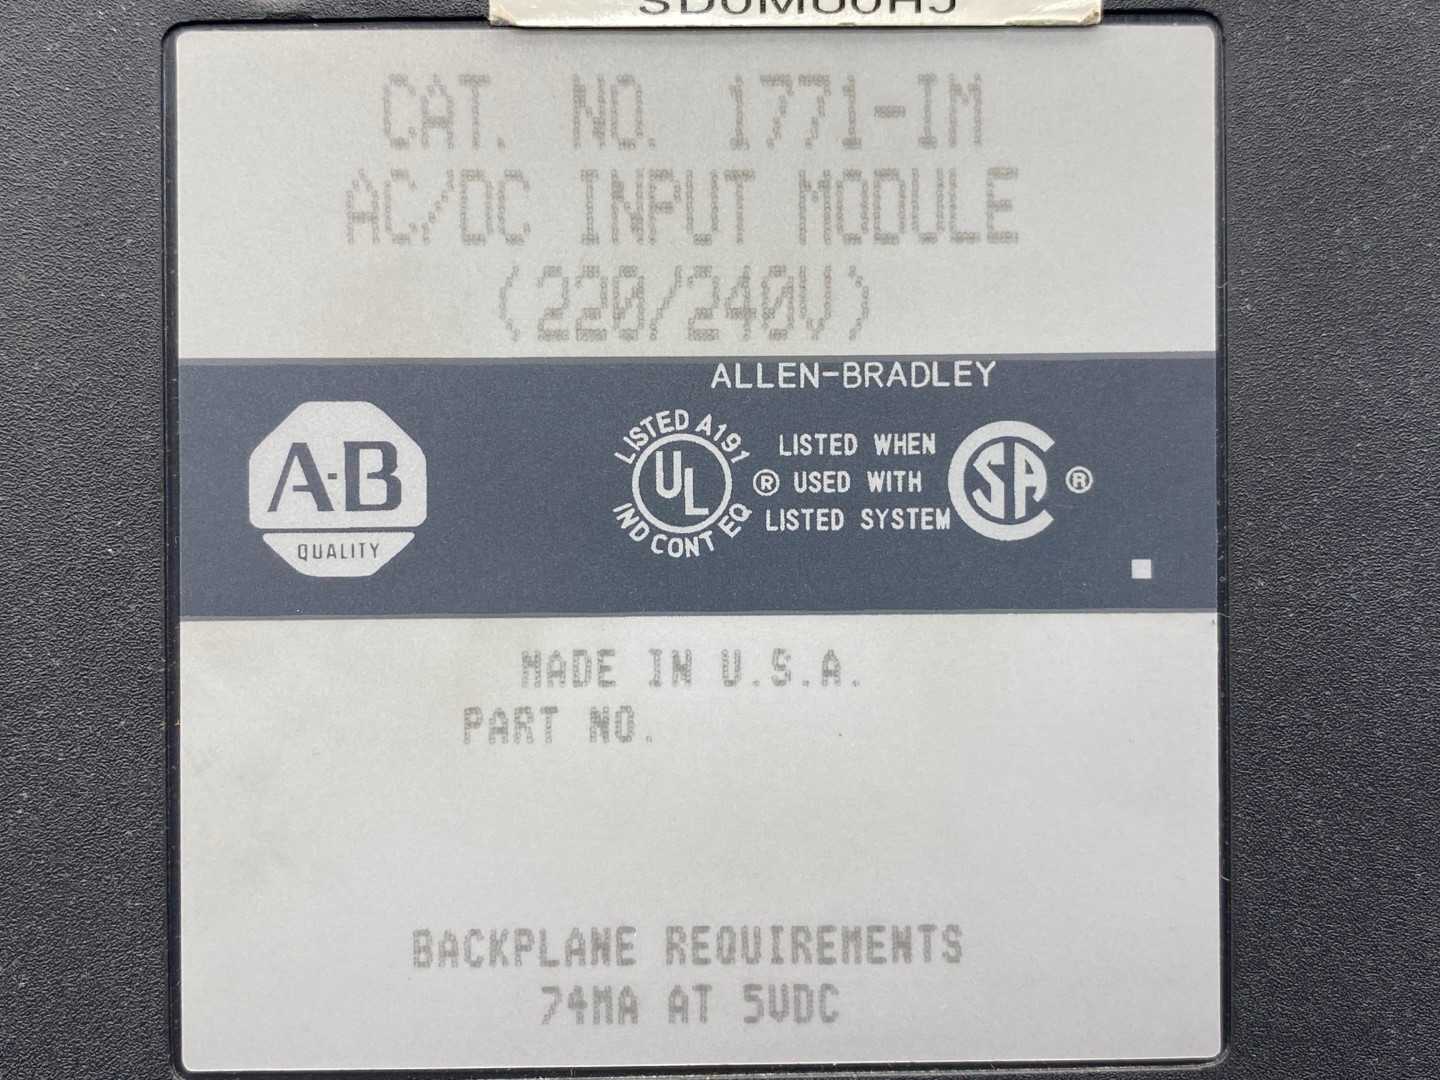 CAT. NO. 1771-IM
AC/DC INPUT MODULE
(220/240V)
ALLEN-BRADLEY
A-B
QUALITY
LISTED A191
UL
IND CONT EQ
®
LISTED WHEN
USED WITH
LISTED SYSTEM
SA
®
MADE IN U.S.A.
PART NO.
BACKPLANE REQUIREMENTS
74MA AT 5VDC